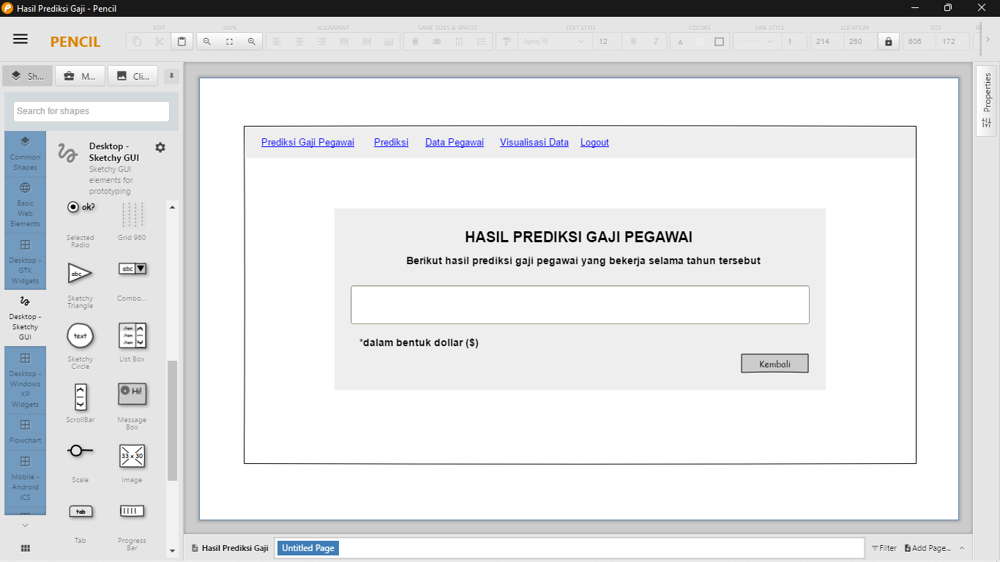 Hasil Prediksi Gaji - Pencil
PENCIL
EDIT
100%
ALIGNMENT
SAME SIZES & SPACES
TEXT STYLE
COLORS
LINE STYLE
LOCATION
SIZE
Agency FB
12
B
I
A
1
214
260
606
172
Sh...
M...
Cli...
Search for shapes
Common
Shapes
Basic
Web
Elements
Desktop -
GTK
Widgets
Desktop -
Sketchy
GUI
Desktop -
Windows
XP
Widgets
Flowchart
Mobile -
Android
ICS
Desktop -
Sketchy GUI
Sketchy GUI
elements for
prototyping
ok?
Selected
Radio
Grid 960
abc
Sketchy
Triangle
abc
Combo...
text
Sketchy
Circle
item
item
item
List Box
ScrollBar
Hi!
Message
Box
Scale
33 x 30
Image
tab
Tab
Progress
Bar
Prediksi Gaji Pegawai Prediksi Data Pegawai Visualisasi Data Logout
HASIL PREDIKSI GAJI PEGAWAI
Berikut hasil prediksi gaji pegawai yang bekerja selama tahun tersebut
*dalam bentuk dollar ($)
Kembali
Properties
Hasil Prediksi Gaji
Untitled Page
Filter
Add Page...